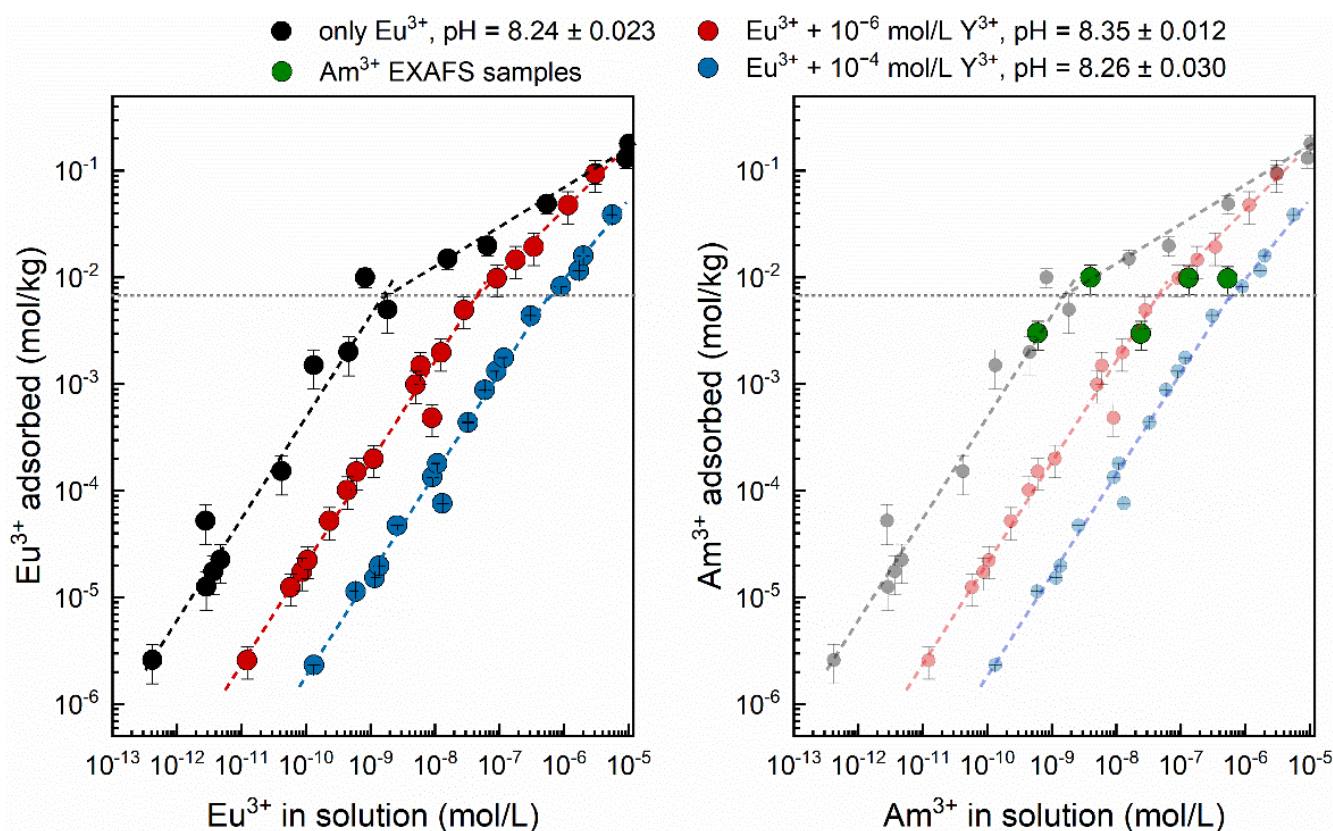 only Eu³⁺, pH = 8.24 ± 0.023
Am³⁺ EXAFS samples
Eu³⁺ + 10⁻⁶ mol/L Y³⁺, pH = 8.35 ± 0.012
Eu³⁺ + 10⁻⁴ mol/L Y³⁺, pH = 8.26 ± 0.030
Eu³⁺ adsorbed (mol/kg)
10⁻¹
10⁻²
10⁻³
10⁻⁴
10⁻⁵
10⁻⁶
10⁻¹³ 10⁻¹² 10⁻¹¹ 10⁻¹⁰ 10⁻⁹ 10⁻⁸ 10⁻⁷ 10⁻⁶ 10⁻⁵
Eu³⁺ in solution (mol/L)
Am³⁺ adsorbed (mol/kg)
10⁻¹
10⁻²
10⁻³
10⁻⁴
10⁻⁵
10⁻⁶
10⁻¹³ 10⁻¹² 10⁻¹¹ 10⁻¹⁰ 10⁻⁹ 10⁻⁸ 10⁻⁷ 10⁻⁶ 10⁻⁵
Am³⁺ in solution (mol/L)